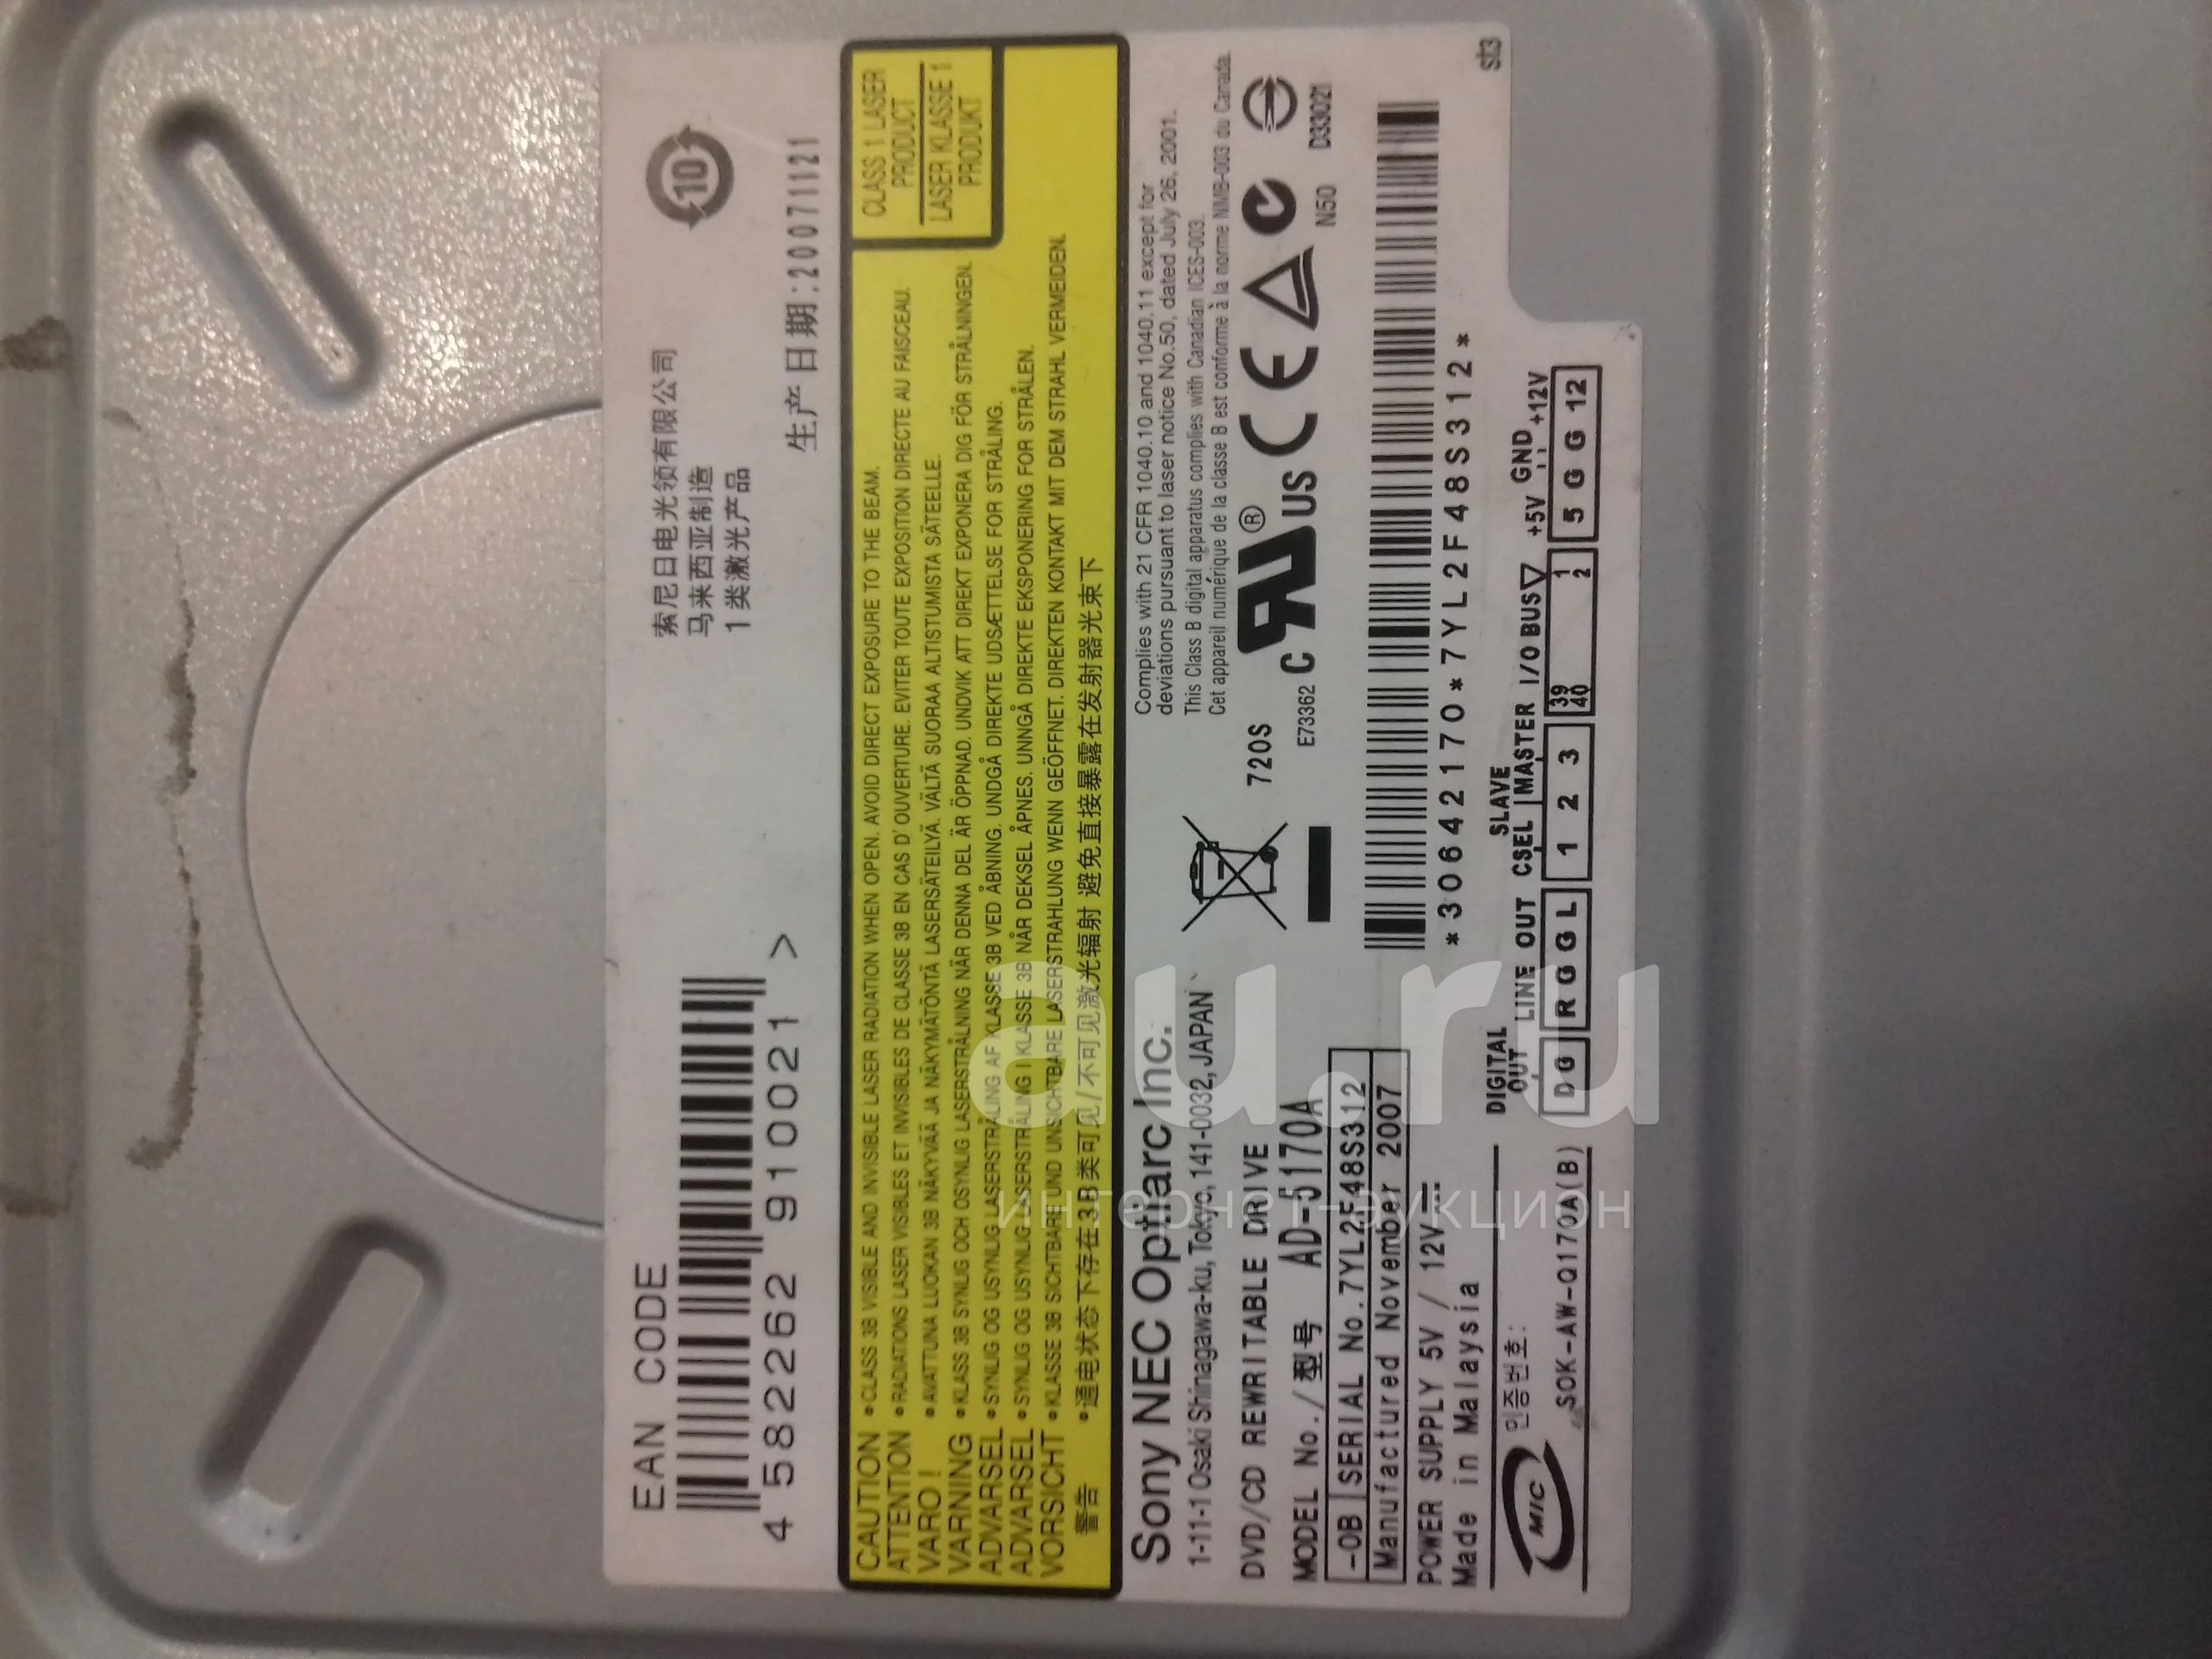 EAN CODE
4 582262 910021 >
索尼日电光领有限公司
马来西亚制造
1类激光产品
10
生产日期:20071121
CAUTION •CLASS 3B VISIBLE AND INVISIBLE LASER RADIATION WHEN OPEN. AVOID DIRECT EXPOSURE TO THE BEAM.
ATTENTION •RADIATIONS LASER VISIBLES ET INVISIBLES DE CLASSE 3B EN CAS D'OUVERTURE. EVITER TOUTE EXPOSITION DIRECTE AU FAISCEAU.
VARO! •AVATTUNA LUOKAN 3B NÄKYVÄÄ JA NÄKYMÄTÖNTÄ LASERSÄTEILYÄ. VÄLTÄ SUORAA ALTISTUMISTA SÄTEELLE.
VARNING •KLASS 3B SYNLIG OCH OSYNLIG LASERSTRÅLNING NÄR DENNA DEL ÄR ÖPPNAD. UNDVIK ATT DIREKT EXPONERA DIG FÖR STRÅLNINGEN.
ADVARSEL •SYNLIG OG USYNLIG LASERSTRÅLING AF KLASSE 3B VED ÅBNING. UNDGÅ DIREKTE UDSÆTTELSE FOR STRÅLING.
ADVARSEL •SYNLIG OG USYNLIG LASERSTRÅLING I KLASSE 3B NÅR DEKSEL ÅPNES. UNNGÅ DIREKTE EKSPONERING FOR STRÅLEN.
VORSICHT •KLASSE 3B SICHTBARE UND UNSICHTBARE LASERSTRAHLUNG WENN GEÖFFNET. DIREKTEN KONTAKT MIT DEM STRAHL VERMEIDEN.
警告 •通电状态下存在3B类可见/不可见激光辐射 避免直接暴露在发射器光束下
CLASS 1 LASER
PRODUCT
LASER KLASSE 1
PRODUKT
Sony NEC Optiarc Inc.
1-11-1 Osaki Shinagawa-ku, Tokyo, 141-0032, JAPAN
DVD/CD REWRITABLE DRIVE
MODEL No./型号 AD-5170A
-0B SERIAL No.7YL2F48S312
Manufactured November 2007
POWER SUPPLY 5V / 12V
Made in Malaysia
MIC
인증번호:
SOK-AW-Q170A(B)
Complies with 21 CFR 1040.10 and 1040.11 except for
deviations pursuant to laser notice No.50, dated July 26, 2001.
This Class B digital apparatus complies with Canadian ICES-003.
Cet appareil numérique de la classe B est conforme à la norme NMB-003 du Canada.
720S
E73362
c RU ® US CE
N50
D33021
*30642170*7YL2F48S312*
DIGITAL
OUT
LINE OUT
SLAVE
CSEL MASTER
I/O BUS
+5V GND +12V
D G
R G G L
1 2 3
39 1
40 2
5 G G 12
st3
au.ru
интернет-аукцион